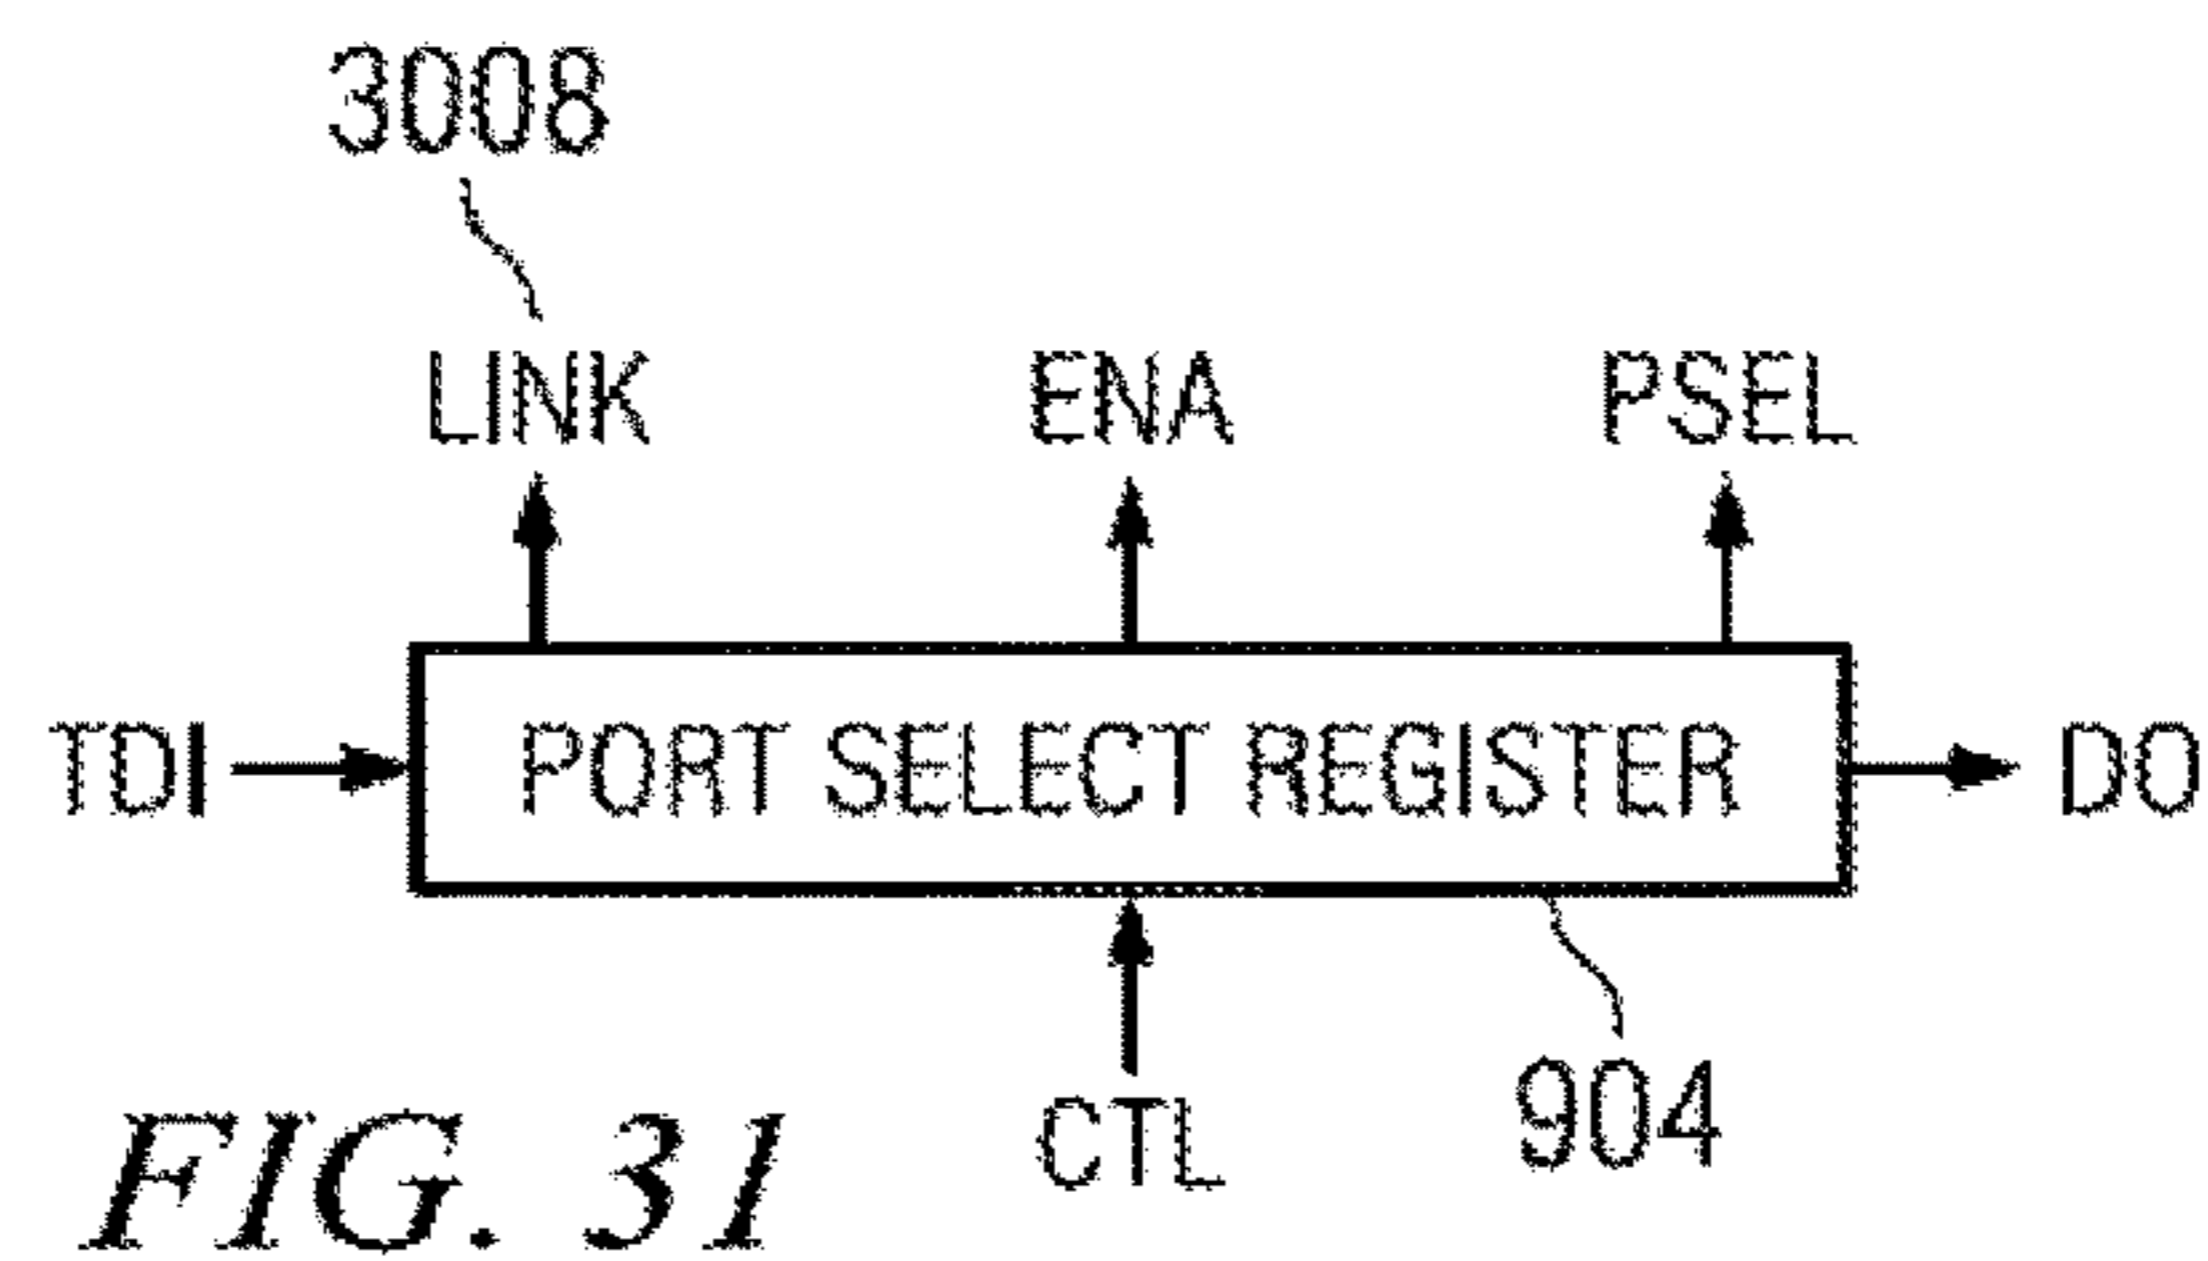 3008
LINK ENA PSEL
TDI PORT SELECT REGISTER DO
CTL 904
FIG. 31